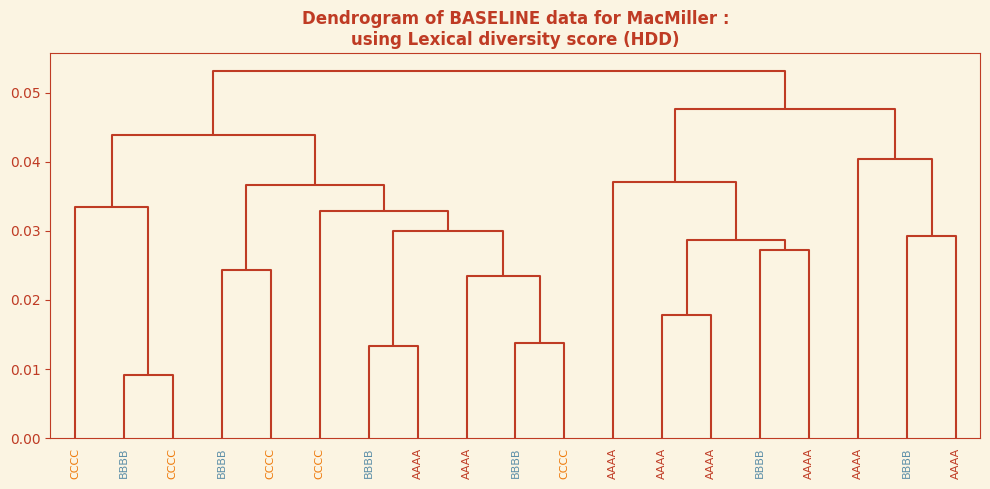 Dendrogram of BASELINE data for MacMiller :
using Lexical diversity score (HDD)
0.05
0.04
0.03
0.02
0.01
0.00
CCCC
BBBB
CCCC
BBBB
CCCC
CCCC
BBBB
AAAA
AAAA
BBBB
CCCC
AAAA
AAAA
AAAA
BBBB
AAAA
AAAA
BBBB
AAAA